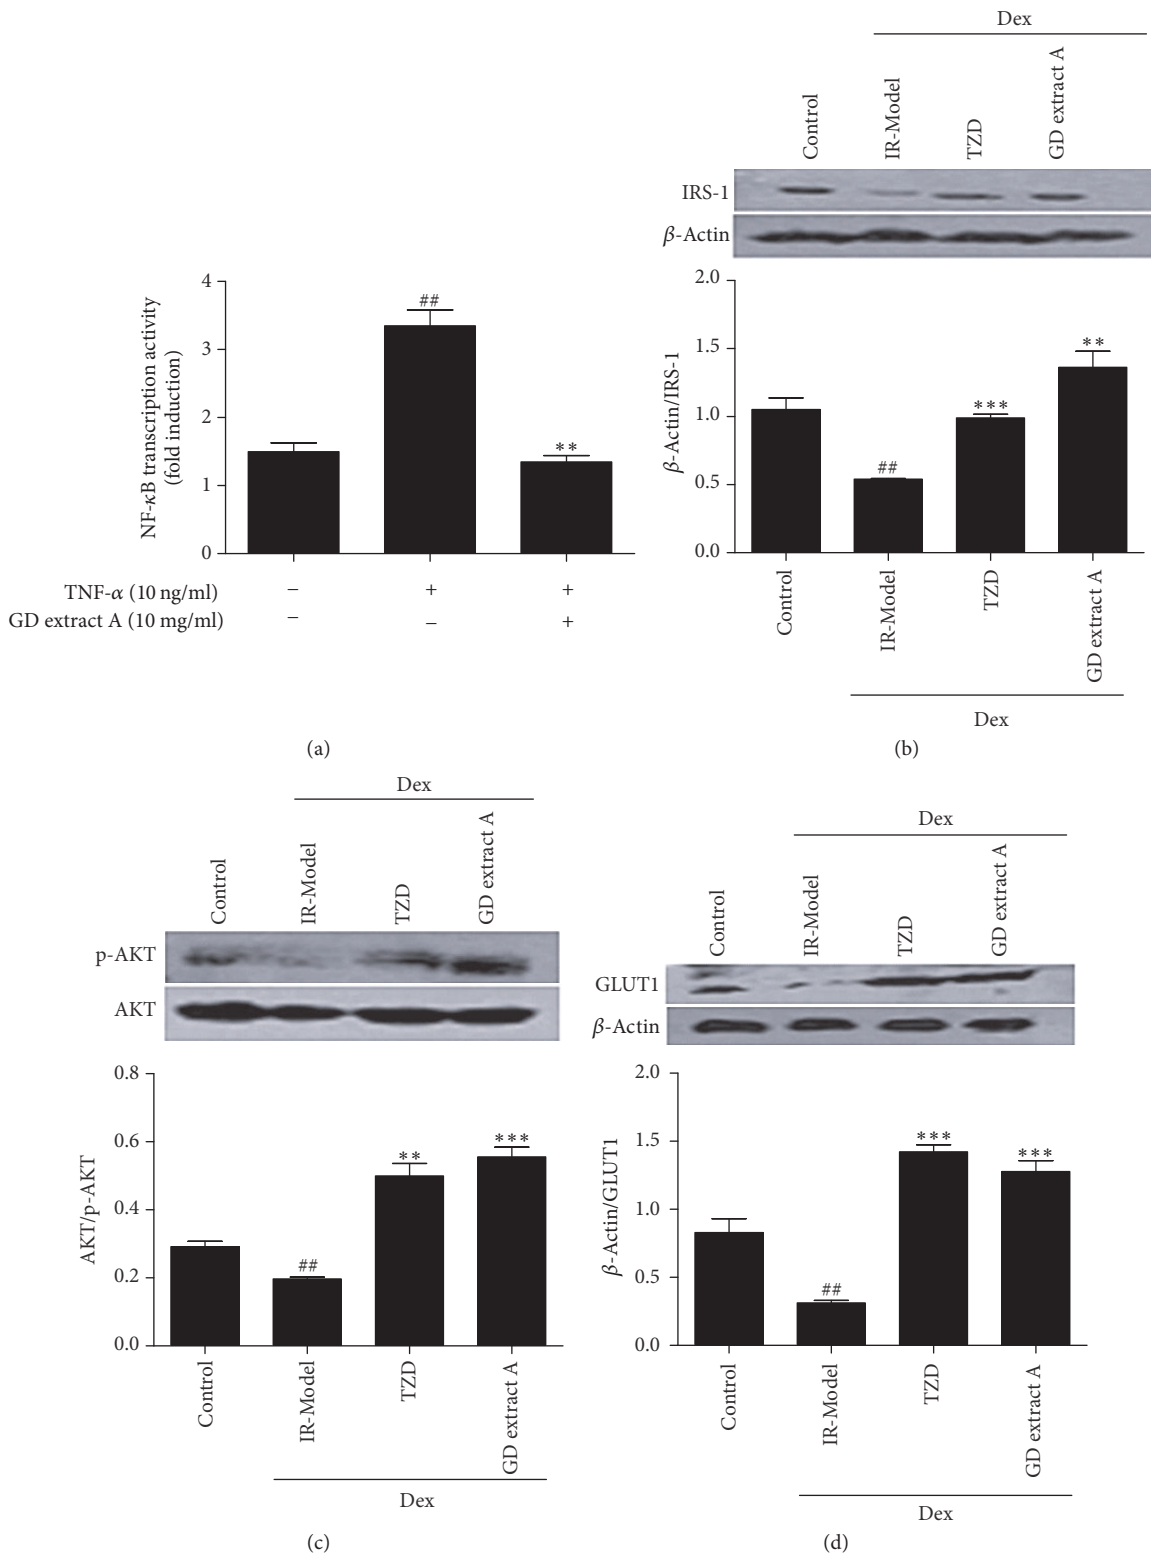 4
3
2
1
0
NF-κB transcription activity
(fold induction)
##
**
TNF-α (10 ng/ml)
− + +
GD extract A (10 mg/ml)
− − +
(a)
Dex
Control
IR-Model
TZD
GD extract A
IRS-1
β-Actin
2.0
1.5
1.0
0.5
0.0
β-Actin/IRS-1
##
***
**
Control
IR-Model
TZD
GD extract A
Dex
(b)
Dex
Control
IR-Model
TZD
GD extract A
p-AKT
AKT
0.8
0.6
0.4
0.2
0.0
AKT/p-AKT
##
**
***
Control
IR-Model
TZD
GD extract A
Dex
(c)
Dex
Control
IR-Model
TZD
GD extract A
GLUT1
β-Actin
2.0
1.5
1.0
0.5
0.0
β-Actin/GLUT1
##
***
***
Control
IR-Model
TZD
GD extract A
Dex
(d)